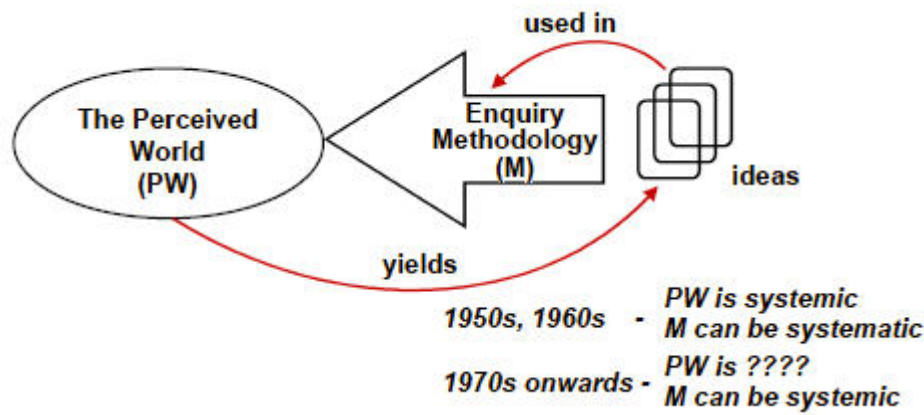 used in
The Perceived
World
(PW)
Enquiry
Methodology
(M)
ideas
yields
1950s, 1960s - PW is systemic
M can be systematic
1970s onwards - PW is ????
M can be systemic